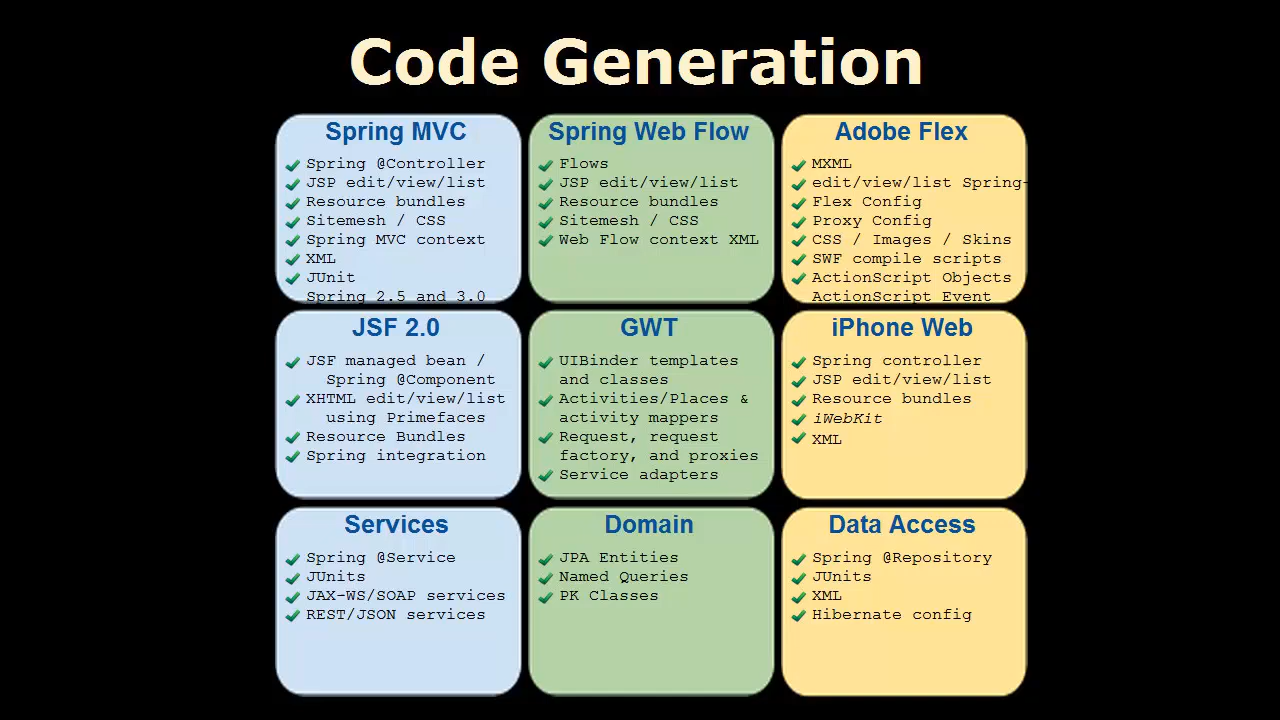 Code Generation
Spring MVC
Spring @Controller
JSP edit/view/list
Resource bundles
Sitemesh / CSS
Spring MVC context
XML
JUnit
Spring 2.5 and 3.0
Spring Web Flow
Flows
JSP edit/view/list
Resource bundles
Sitemesh / CSS
Web Flow context XML
Adobe Flex
MXML
edit/view/list Spring-
Flex Config
Proxy Config
CSS / Images / Skins
SWF compile scripts
ActionScript Objects
ActionScript Event
JSF 2.0
JSF managed bean /
Spring @Component
XHTML edit/view/list
using Primefaces
Resource Bundles
Spring integration
GWT
UIBinder templates
and classes
Activities/Places &
activity mappers
Request, request
factory, and proxies
Service adapters
iPhone Web
Spring controller
JSP edit/view/list
Resource bundles
iWebKit
XML
Services
Spring @Service
JUnits
JAX-WS/SOAP services
REST/JSON services
Domain
JPA Entities
Named Queries
PK Classes
Data Access
Spring @Repository
JUnits
XML
Hibernate config